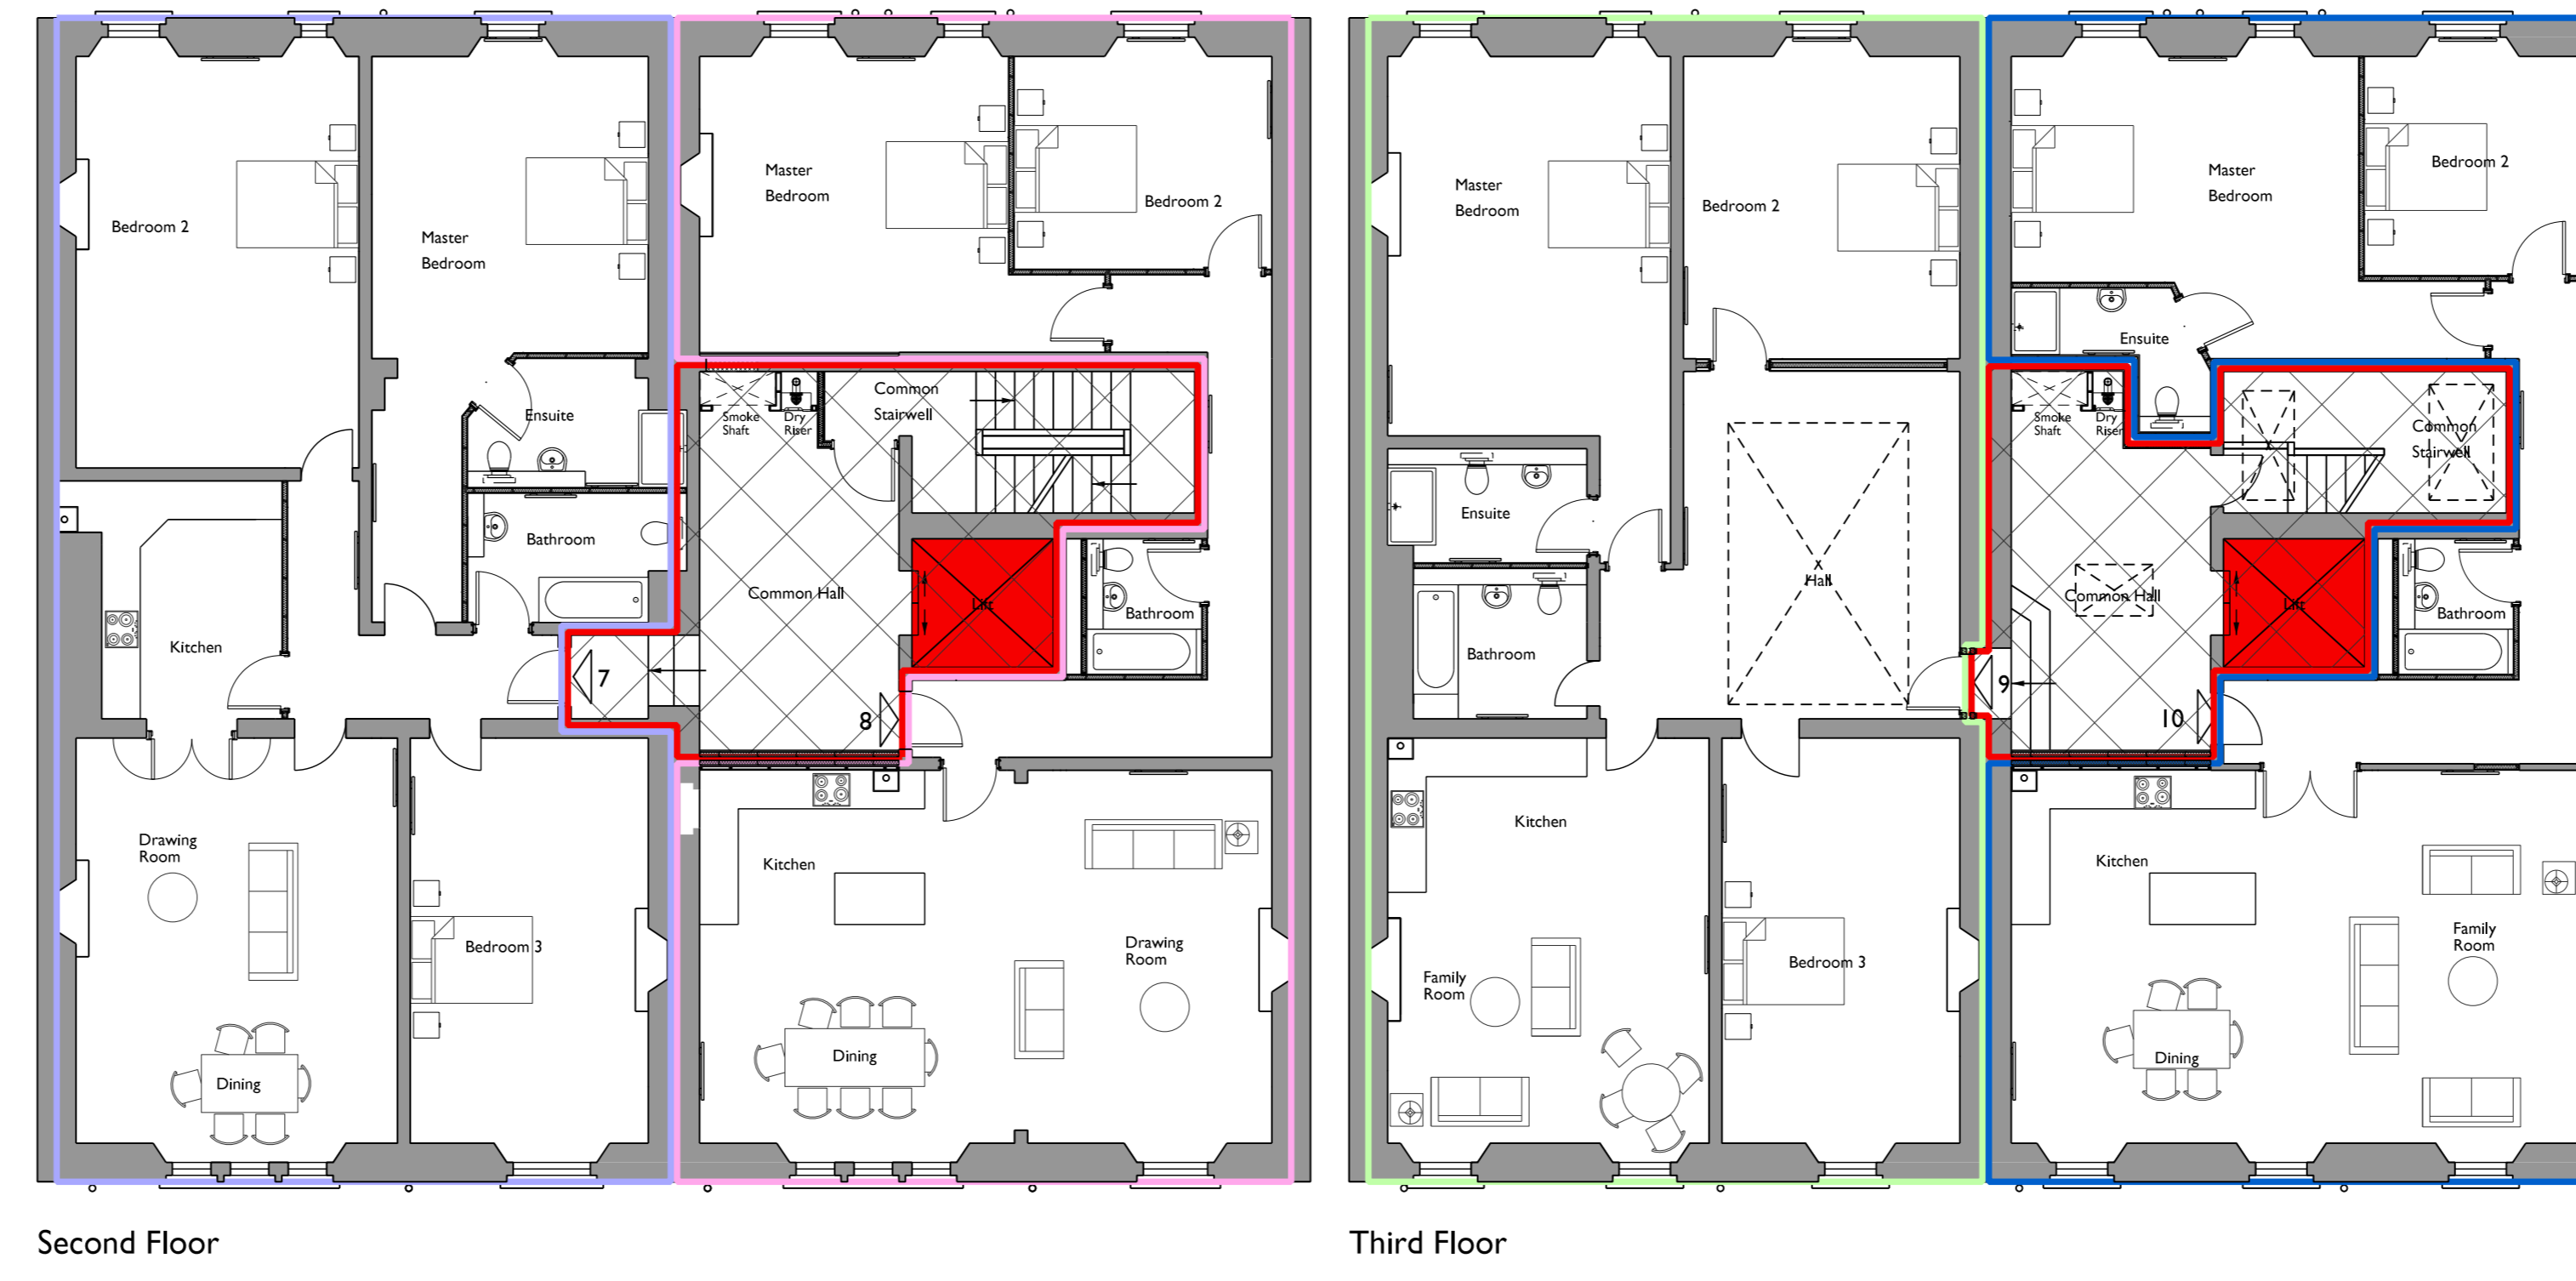 Bedroom 2
Master
Bedroom
Ensuite
Bathroom
Kitchen
7
Drawing
Room
Dining
Bedroom 3
Master
Bedroom
Bedroom 2
Smoke
Shaft
Dry
Riser
Common
Stairwell
Common Hall
Lift
Bathroom
8
Kitchen
Drawing
Room
Dining
Second Floor
Master
Bedroom
Bedroom 2
Ensuite
Hall
Bathroom
9
Kitchen
Family
Room
Bedroom 3
Master
Bedroom
Bedroom 2
Ensuite
Smoke
Shaft
Dry
Riser
Common
Stairwell
Common Hall
Lift
Bathroom
10
Kitchen
Family
Room
Dining
Third Floor